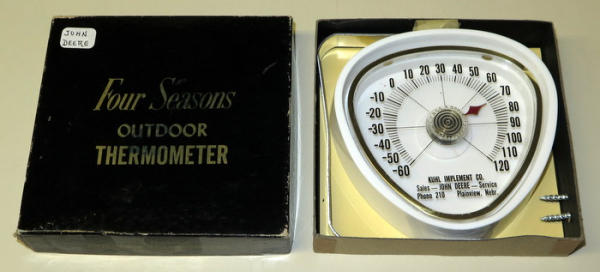 JOHN
DEERE
Four Seasons
OUTDOOR
THERMOMETER
-60
-50
-40
-30
-20
-10
0
10
20
30
40
50
60
70
80
90
100
110
120
KUHL IMPLEMENT CO.
Sales — JOHN DEERE — Service
Phone 210 Plainview, Nebr.